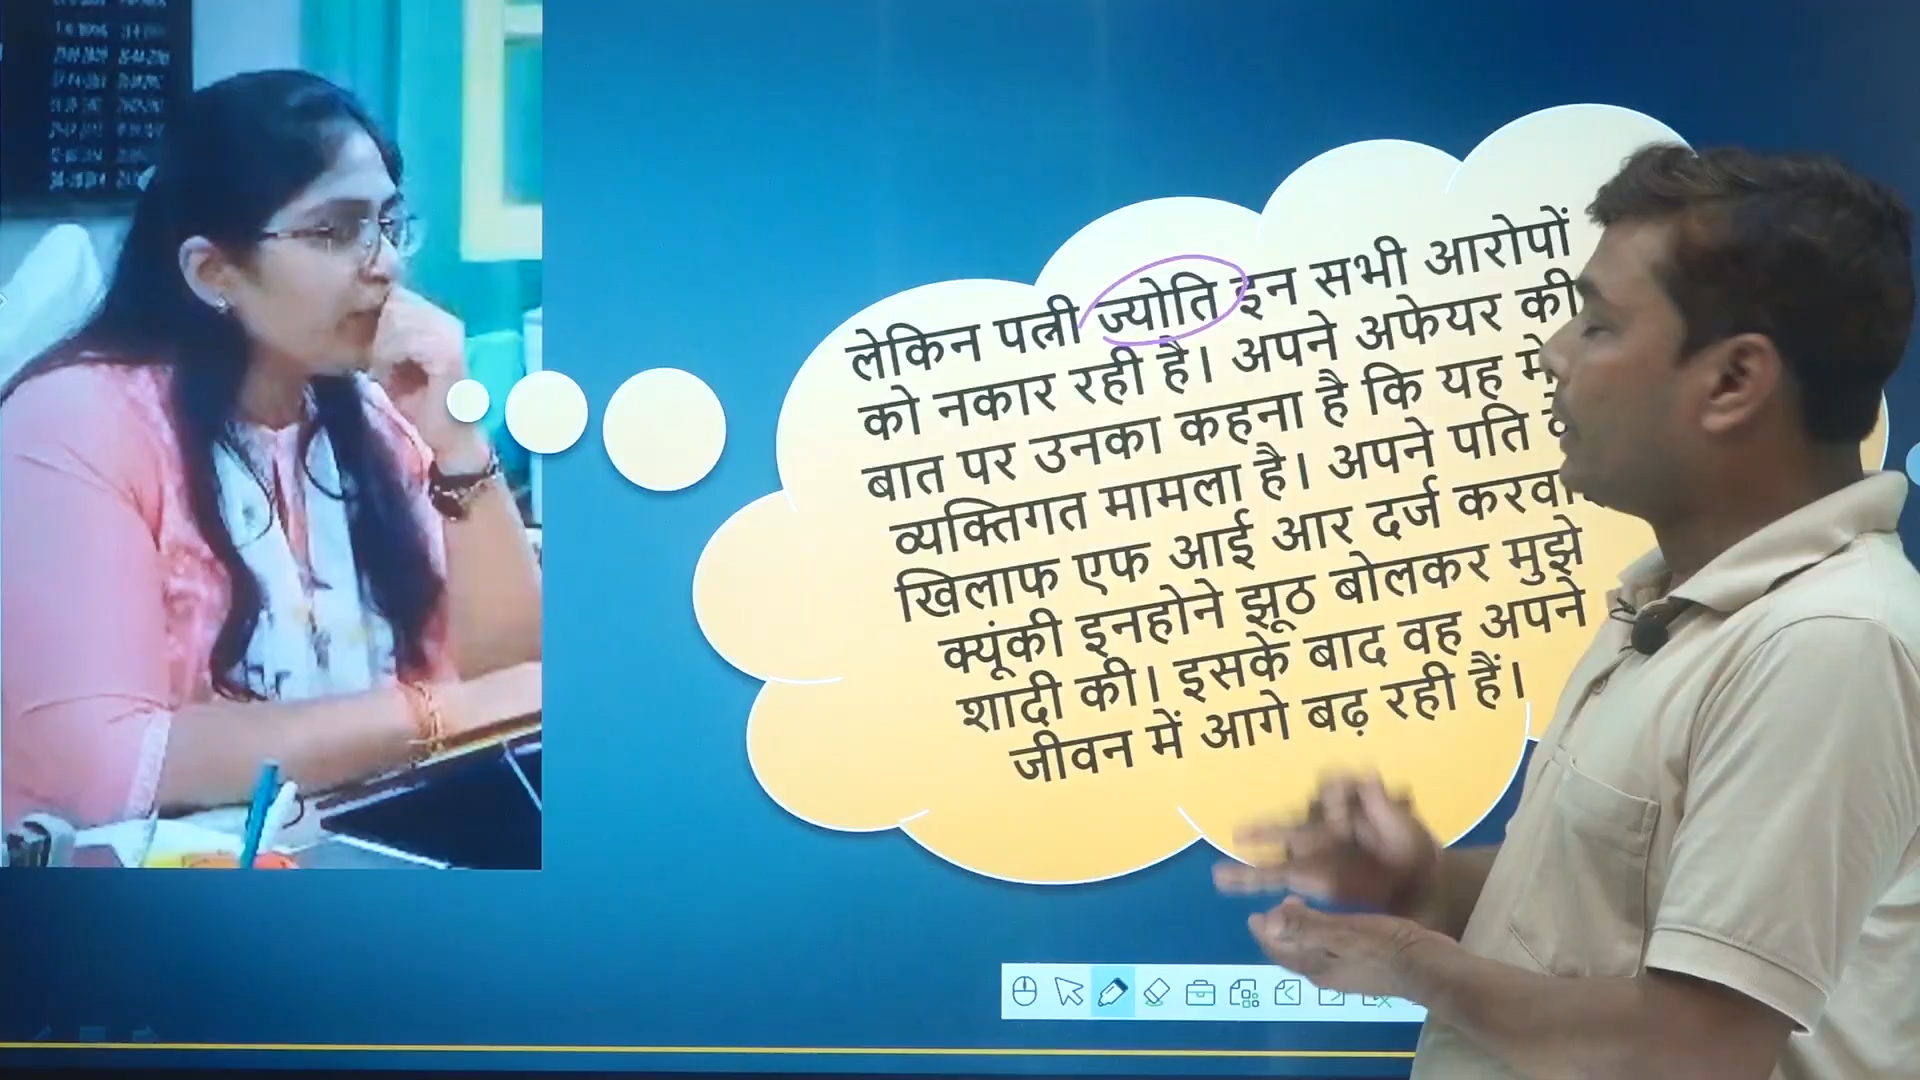 लेकिन पत्नी ज्योति इन सभी आरोपों
को नकार रही है। अपने अफेयर की
बात पर उनका कहना है कि यह
व्यक्तिगत मामला है। अपने पति
खिलाफ एफ आई आर दर्ज
क्यूंकी इनहोने झूठ बोलकर मुझे
शादी की। इसके बाद वह अपने
जीवन में आगे बढ़ रही हैं।